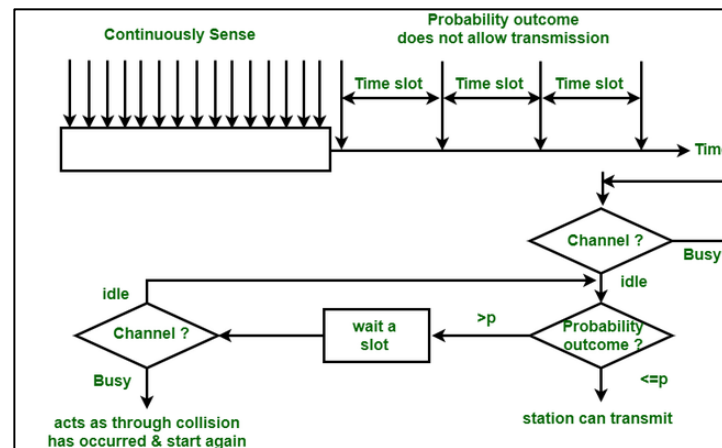 Continuously Sense
Probability outcome
does not allow transmission
Time slot
Time slot
Time slot
Time
Channel ?
Busy
idle
Probability
outcome ?
>p
<=p
station can transmit
wait a
slot
Channel ?
idle
Busy
acts as through collision
has occurred & start again